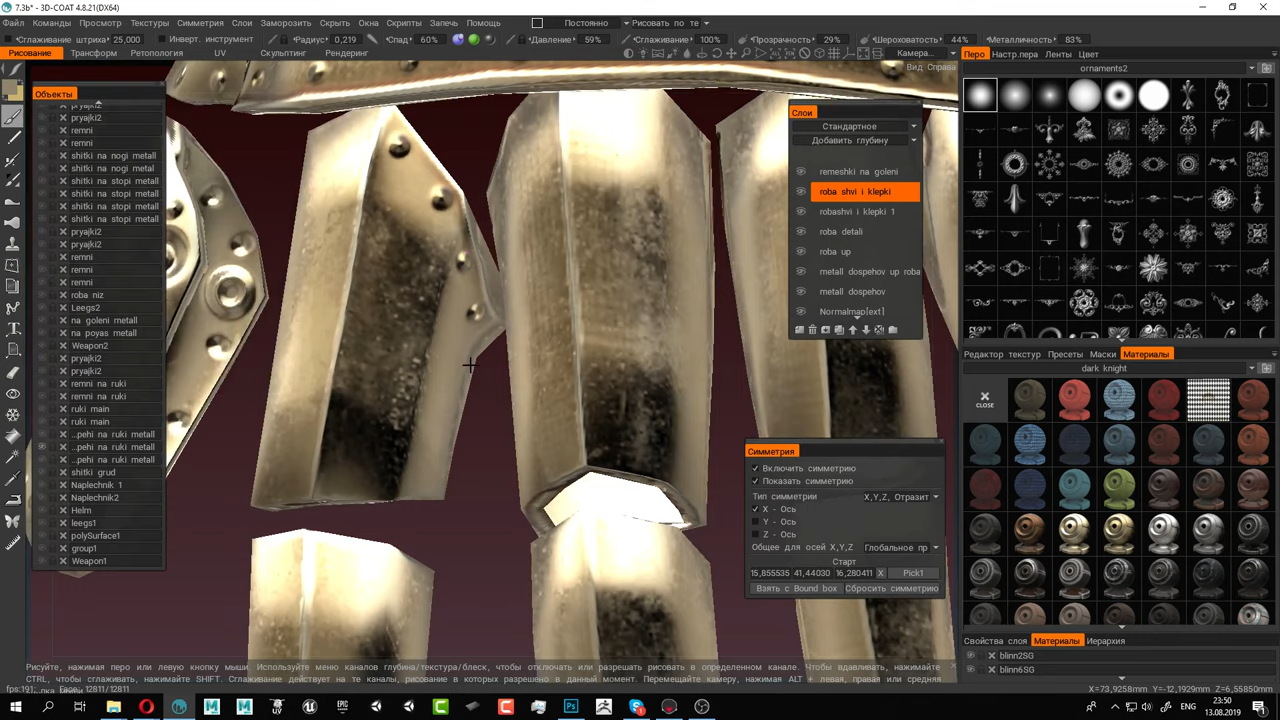 7.3b* - 3D-COAT 4.8.21(DX64)
Файл Команды Просмотр Текстуры Симметрия Слои Заморозить Скрыть Окна Скрипты Запечь Помощь Постоянно Рисовать по те
Сглаживание штриха: 25,000 Инверт. инструмент Радиус: 0,219 Спад: 60% Давление: 59% Сглаживание: 100% Прозрачность: 29% Шероховатость: 44% Металличность: 83%
Рисование Трансформ Ретопология UV Скульптинг Рендеринг Камера...
Вид Справа
Перо Настр.пера Ленты Цвет
ornaments2
Объекты
pryajki2
pryajki2
remni
remni
shitki na nogi metall
shitki na nogi metal
shitki na stopi metall
shitki na stopi metall
shitki na stopi metall
shitki na stopi metall
pryajki2
pryajki2
remni
remni
remni
roba niz
Leegs2
na goleni metall
na poyas metall
Weapon2
pryajki2
pryajki2
remni na ruki
remni na ruki
ruki main
ruki main
...pehi na ruki metall
...pehi na ruki metall
...pehi na ruki metall
shitki grud
Naplechnik 1
Naplechnik2
Helm
leegs1
polySurface1
group1
Weapon1
Слои
Стандартное
Добавить глубину
remeshki na goleni
roba shvi i klepki
robashvi i klepki 1
roba detali
roba up
metall dospehov up roba
metall dospehov
Normalmap[ext]
Редактор текстур Пресеты Маски Материалы
dark knight
CLOSE
Симметрия
Включить симметрию
Показать симметрию
Тип симметрии X,Y,Z, Отразит
X - Ось
Y - Ось
Z - Ось
Общее для осей X,Y,Z Глобальное пр
Старт
15,855535 41,44030 16,280411 X Pick1
Взять с Bound box Сбросить симметрию
Свойства слоя Материалы Иерархия
blinn2SG
blinn6SG
Рисуйте, нажимая перо или левую кнопку мыши Используйте меню каналов глубина/текстура/блеск, чтобы отключить или разрешать рисовать в определенном канале. Чтобы вдавливать, нажимайте
CTRL, чтобы сглаживать нажимайте SHIFT. Сглаживание действует на те каналы, рисование в которых разрешено в данный момент. Перемещайте камеру, нажимая ALT + левая, правая или средняя
fps:191; Face: 12811/12811
X=73,9258mm Y=-12,1929mm Z=6,55850mm
23:50
13.08.2019